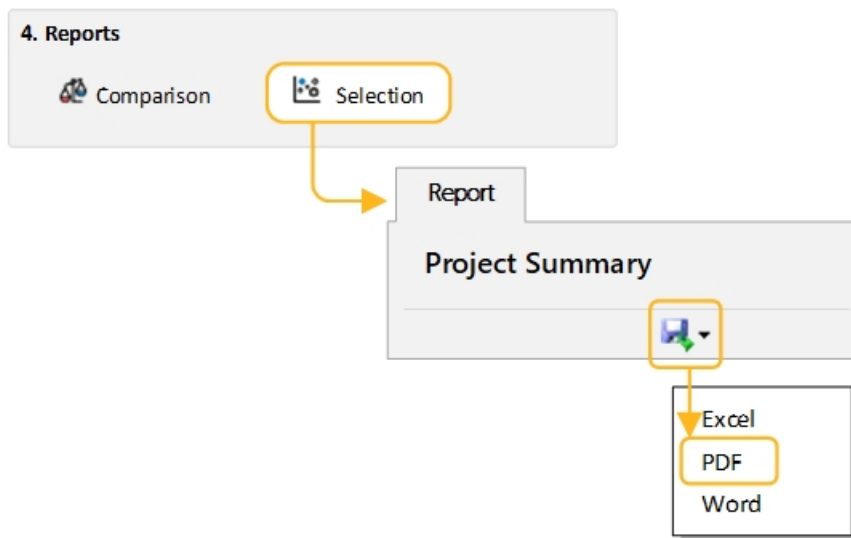 4. Reports
Comparison
Selection
Report
Project Summary
Excel
PDF
Word